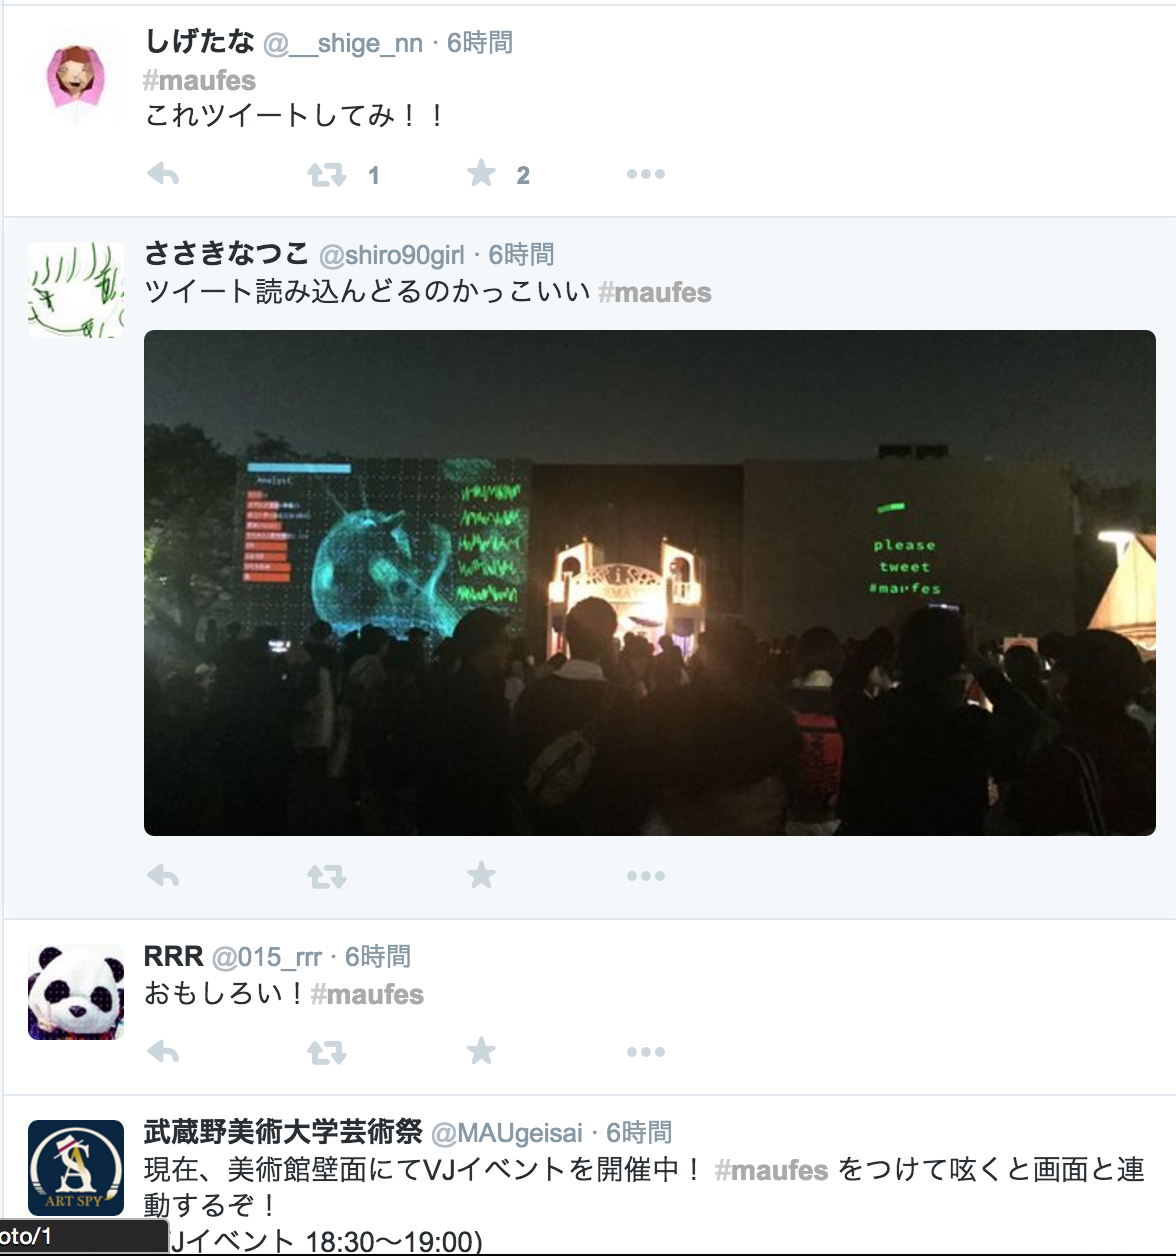 しげたな @__shige_nn · 6時間
#maufes
これツイートしてみ！！
1 2
ささきなつこ @shiro90girl · 6時間
ツイート読み込んどるのかっこいい #maufes
Analyst
please
tweet
#maufes
RRR @015_rrr · 6時間
おもしろい！#maufes
武蔵野美術大学芸術祭 @MAUgeisai · 6時間
現在、美術館壁面にてVJイベントを開催中！ #maufes をつけて呟くと画面と連
動するぞ！
ART SPY
oto/1
Jイベント 18:30〜19:00)